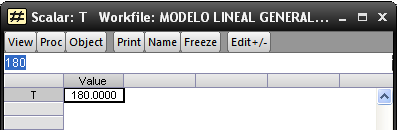 Scalar: T Workfile: MODELO LINEAL GENERAL...
View Proc Object Print Name Freeze Edit+/-
180
Value
T 180.0000